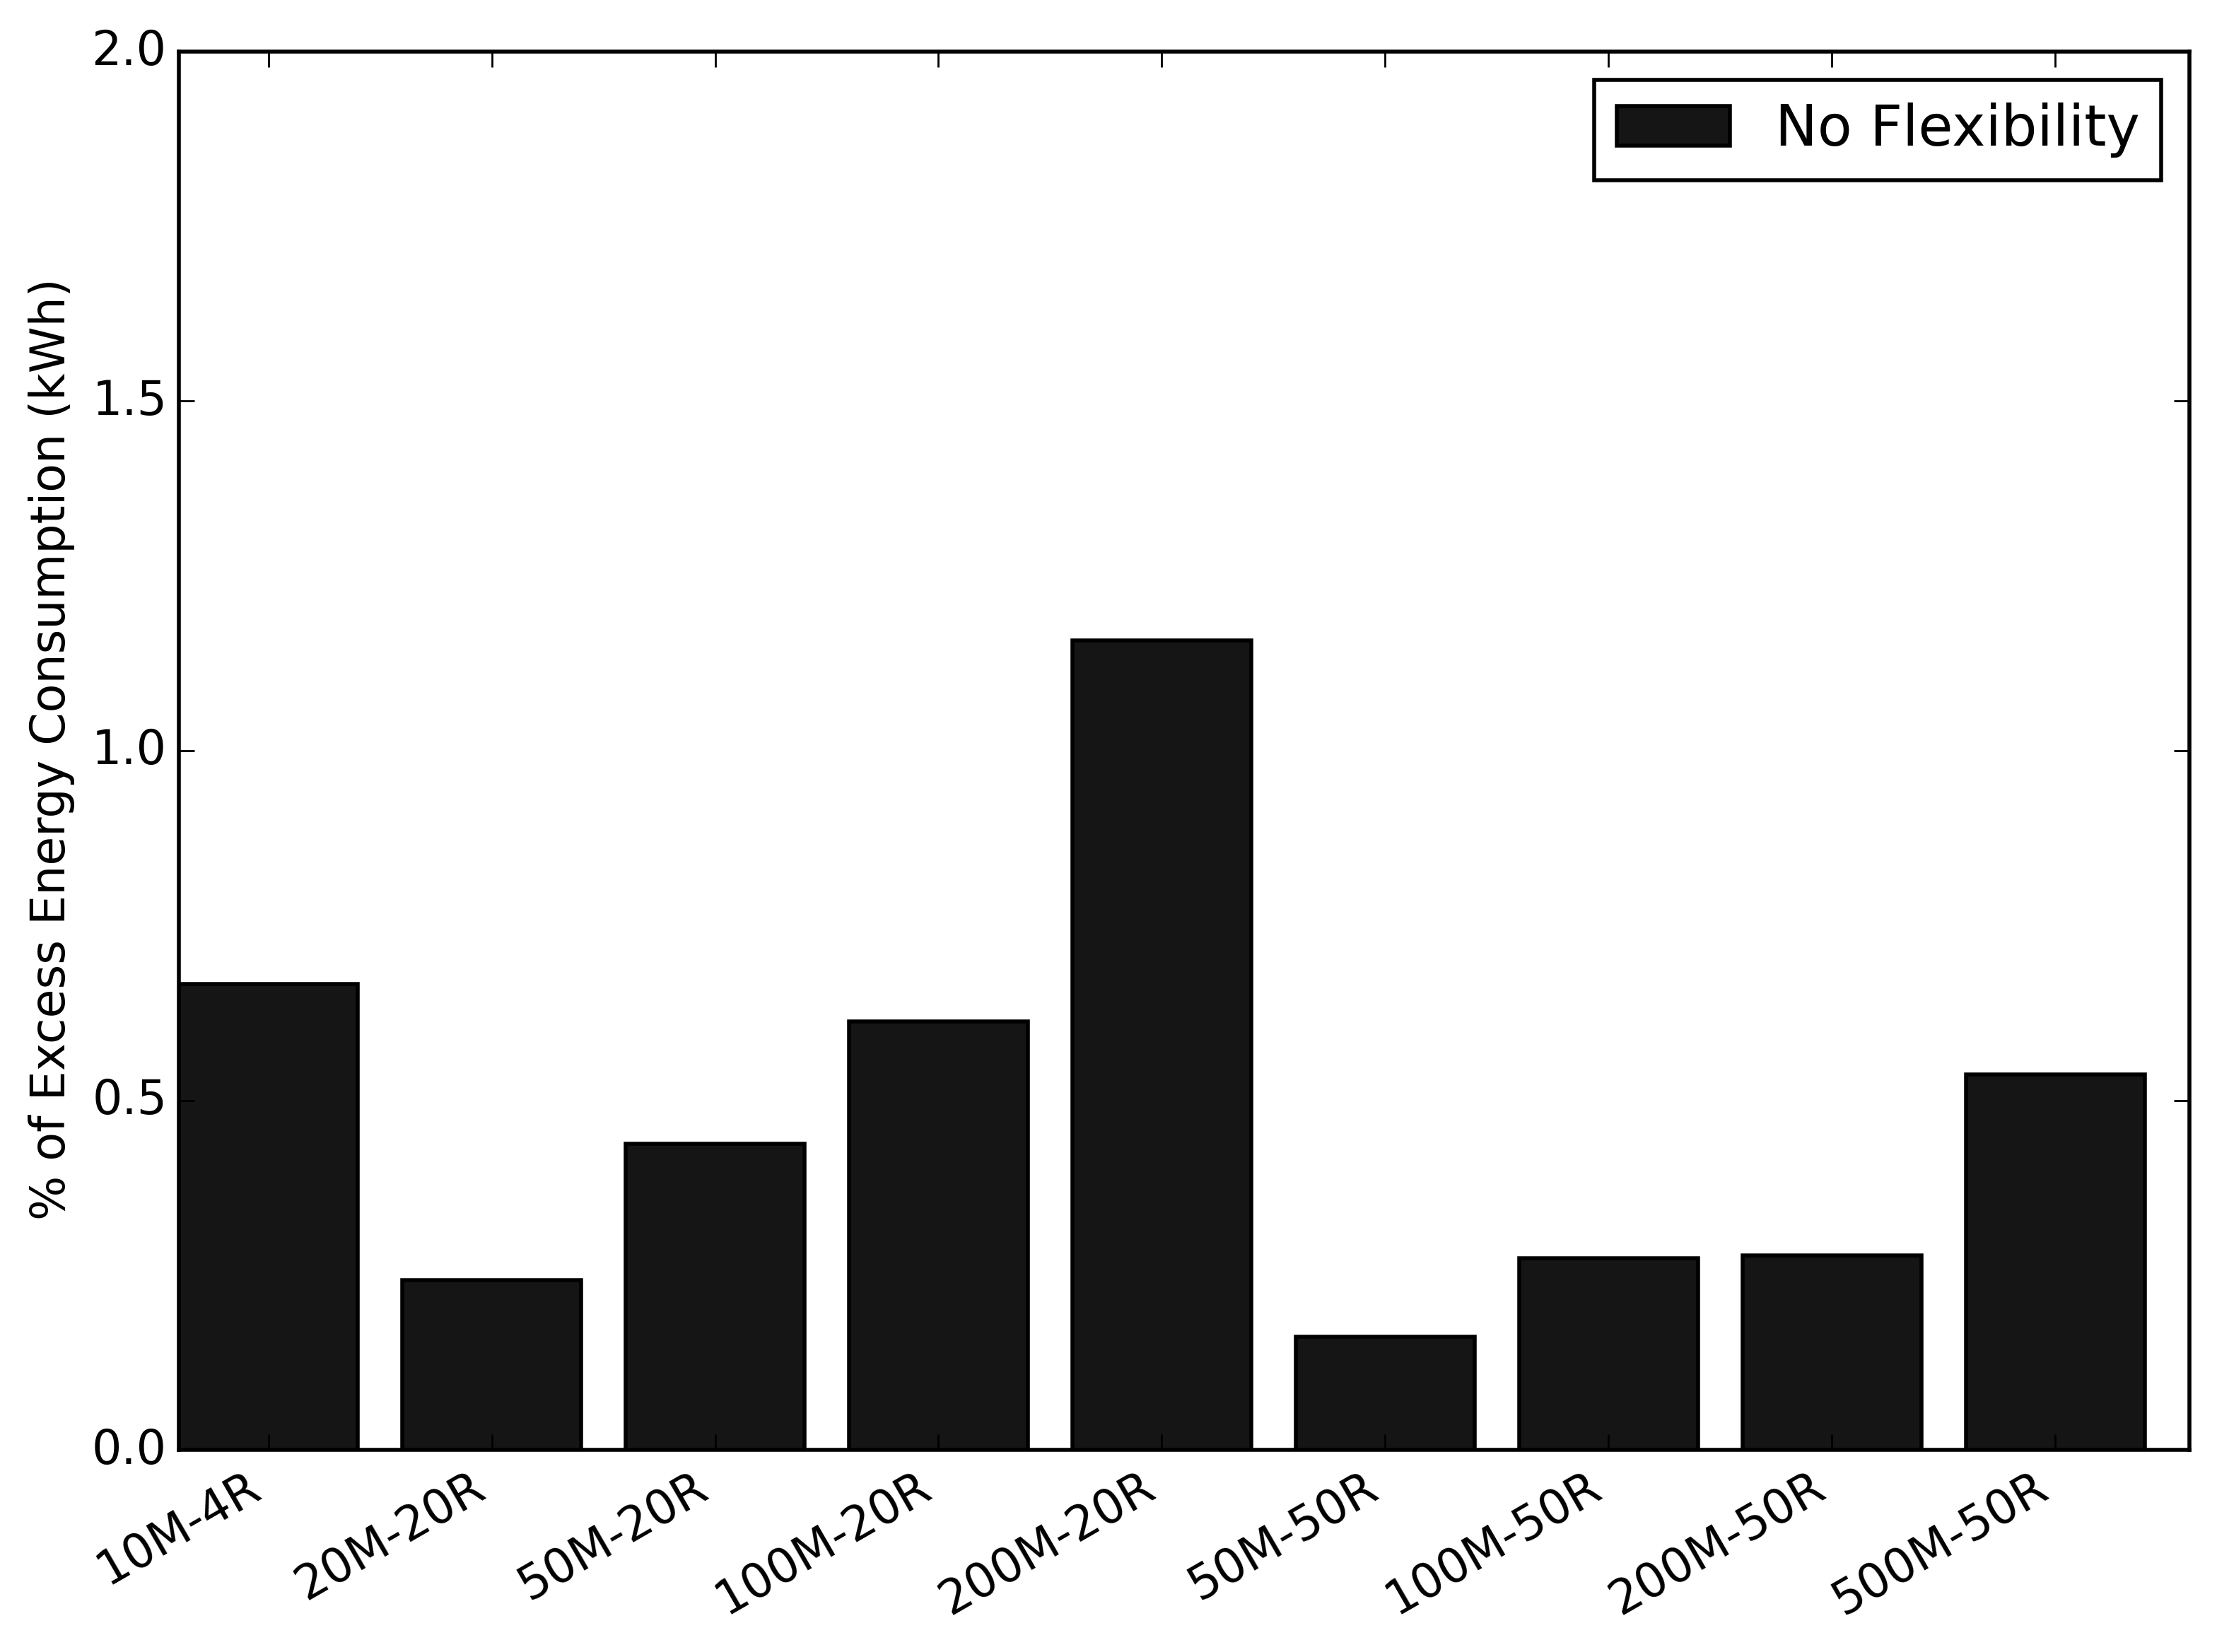 No Flexibility
% of Excess Energy Consumption (kWh)
2.0
1.5
1.0
0.5
0.0
10M-4R
20M-20R
50M-20R
100M-20R
200M-20R
50M-50R
100M-50R
200M-50R
500M-50R